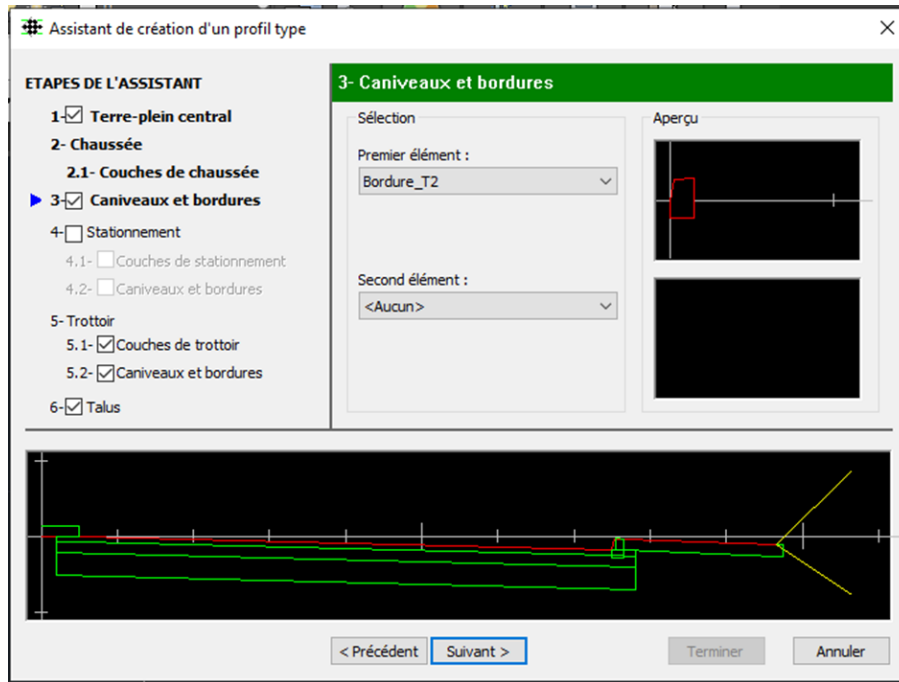 Assistant de création d'un profil type
ETAPES DE L'ASSISTANT
1- Terre-plein central
2- Chaussée
2.1- Couches de chaussée
3- Caniveaux et bordures
4- Stationnement
4.1- Couches de stationnement
4.2- Caniveaux et bordures
5- Trottoir
5.1- Couches de trottoir
5.2- Caniveaux et bordures
6- Talus
3- Caniveaux et bordures
Sélection
Premier élément :
Bordure_T2
Second élément :
<Aucun>
Aperçu
< Précédent
Suivant >
Terminer
Annuler